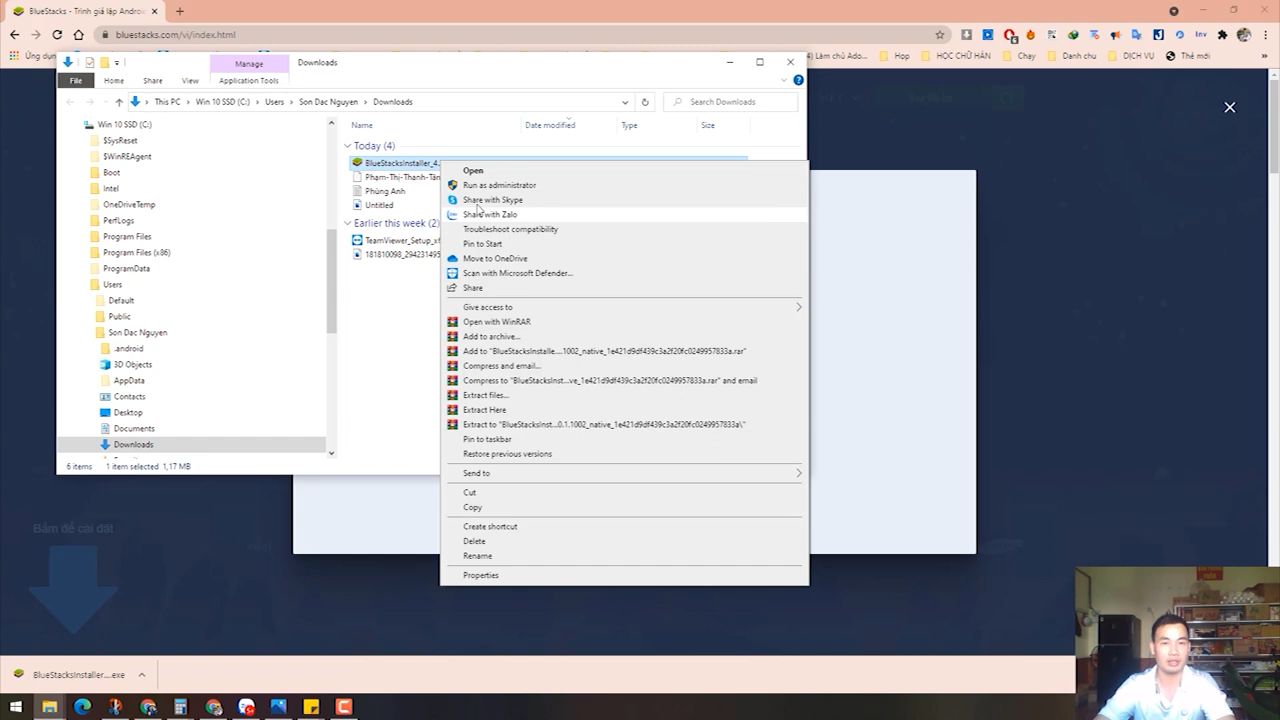 BlueStacks - Trình giả lập Androi
bluestacks.com/vi/index.html
Ứng dụn
) Làm chủ Ado...
Họp
HỌC CHỮ HÁN
Chạy
Danh chu
DỊCH VỤ
Thẻ mới
Manage
Downloads
File
Home
Share
View
Application Tools
This PC
Win 10 SSD (C:)
Users
Son Dac Nguyen
Downloads
Search Downloads
Name
Date modified
Type
Size
Win 10 SSD (C:)
$SysReset
$WinREAgent
Boot
Intel
OneDriveTemp
PerfLogs
Program Files
Program Files (x86)
ProgramData
Users
Default
Public
Son Dac Nguyen
.android
3D Objects
AppData
Contacts
Desktop
Documents
Downloads
Today (4)
BlueStacksInstaller_4.
Phạm-Thị-Thanh-Tân
Phùng Anh
Untitled
Earlier this week (2)
TeamViewer_Setup_x6
181810098_294231495
Open
Run as administrator
Share with Skype
Share with Zalo
Troubleshoot compatibility
Pin to Start
Move to OneDrive
Scan with Microsoft Defender...
Share
Give access to
Open with WinRAR
Add to archive...
Add to "BlueStacksInstalle....1002_native_1e421d9df439c3a2f20fc0249957833a.rar"
Compress and email...
Compress to "BlueStacksInst...ve_1e421d9df439c3a2f20fc0249957833a.rar" and email
Extract files...
Extract Here
Extract to "BlueStacksInst...0.1.1002_native_1e421d9df439c3a2f20fc0249957833a\"
Pin to taskbar
Restore previous versions
Send to
Cut
Copy
Create shortcut
Delete
Rename
Properties
6 items
1 item selected 1,17 MB
Bấm để cài đặt
BlueStacksInstaller....exe